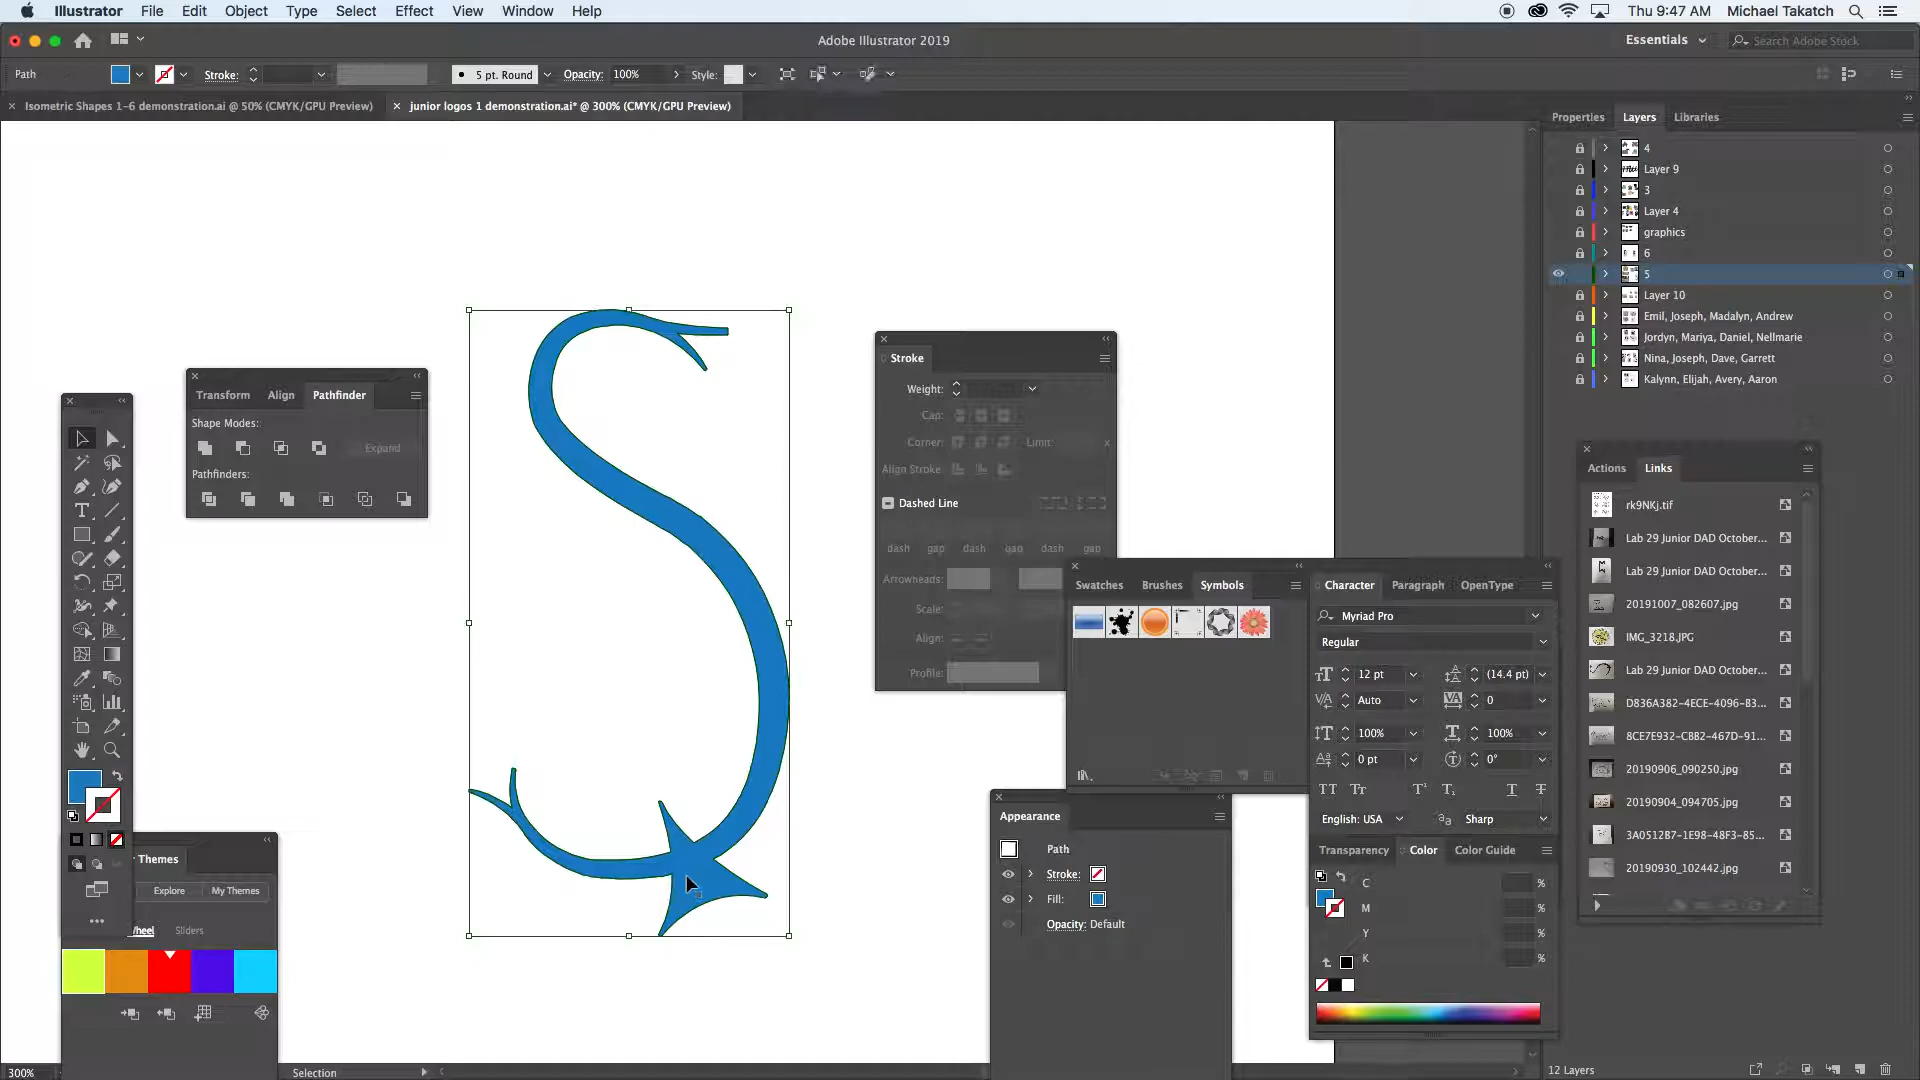 Illustrator File Edit Object Type Select Effect View Window Help
Thu 9:47 AM Michael Takatch
Adobe Illustrator 2019
Essentials
Search Adobe Stock
Path
Stroke:
5 pt. Round
Opacity: 100%
Style:
Isometric Shapes 1-6 demonstration.ai @ 50% (CMYK/GPU Preview)
junior logos 1 demonstration.ai* @ 300% (CMYK/GPU Preview)
Properties Layers Libraries
4
Layer 9
3
Layer 4
graphics
6
5
Layer 10
Emil, Joseph, Madalyn, Andrew
Jordyn, Mariya, Daniel, Nellmarie
Nina, Joseph, Dave, Garrett
Kalynn, Elijah, Avery, Aaron
Transform Align Pathfinder
Shape Modes:
Expand
Pathfinders:
Stroke
Weight:
Cap:
Corner: Limit: x
Align Stroke:
Dashed Line
dash gap dash gap dash gap
Arrowheads:
Scale:
Align:
Profile:
Actions Links
rk9NKj.tif
Lab 29 Junior DAD October...
Lab 29 Junior DAD October...
20191007_082607.jpg
IMG_3218.JPG
Lab 29 Junior DAD October...
D836A382-4ECE-4096-B3...
8CE7E932-CBB2-467D-91...
20190906_090250.jpg
20190904_094705.jpg
3A0512B7-1E98-48F3-85...
20190930_102442.jpg
Swatches Brushes Symbols
Character Paragraph OpenType
Myriad Pro
Regular
12 pt (14.4 pt)
Auto 0
100% 100%
0 pt 0°
English: USA Sharp
Transparency Color Color Guide
C %
M %
Y %
K %
Appearance
Path
Stroke:
Fill:
Opacity: Default
Themes
Explore My Themes
Wheel Sliders
300%
Selection
12 Layers